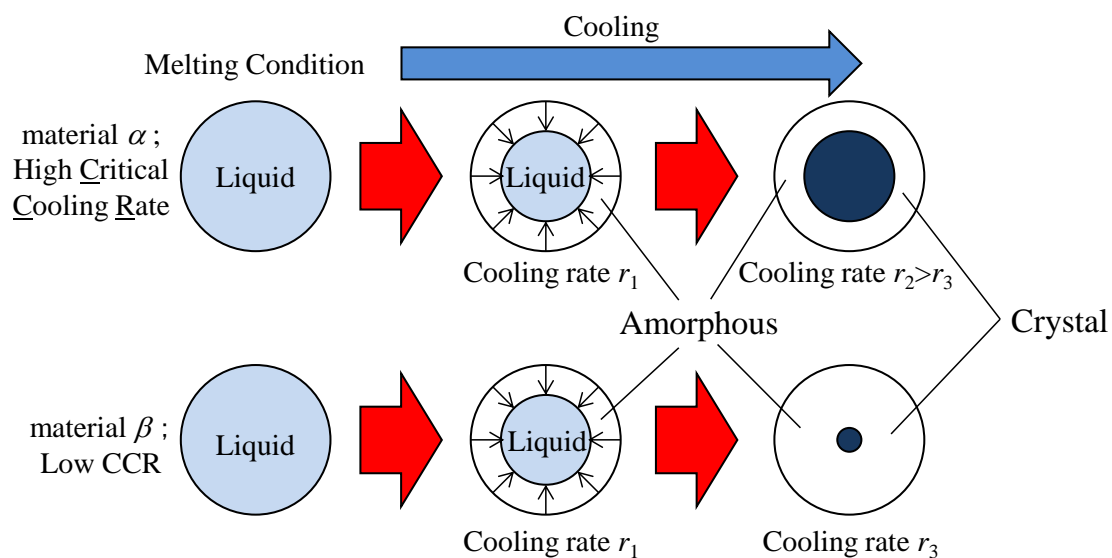 Cooling
Melting Condition
material α ;
High Critical
Cooling Rate
Liquid
Liquid
Cooling rate r₁
Cooling rate r₂>r₃
Amorphous
Crystal
material β ;
Low CCR
Liquid
Liquid
Cooling rate r₁
Cooling rate r₃